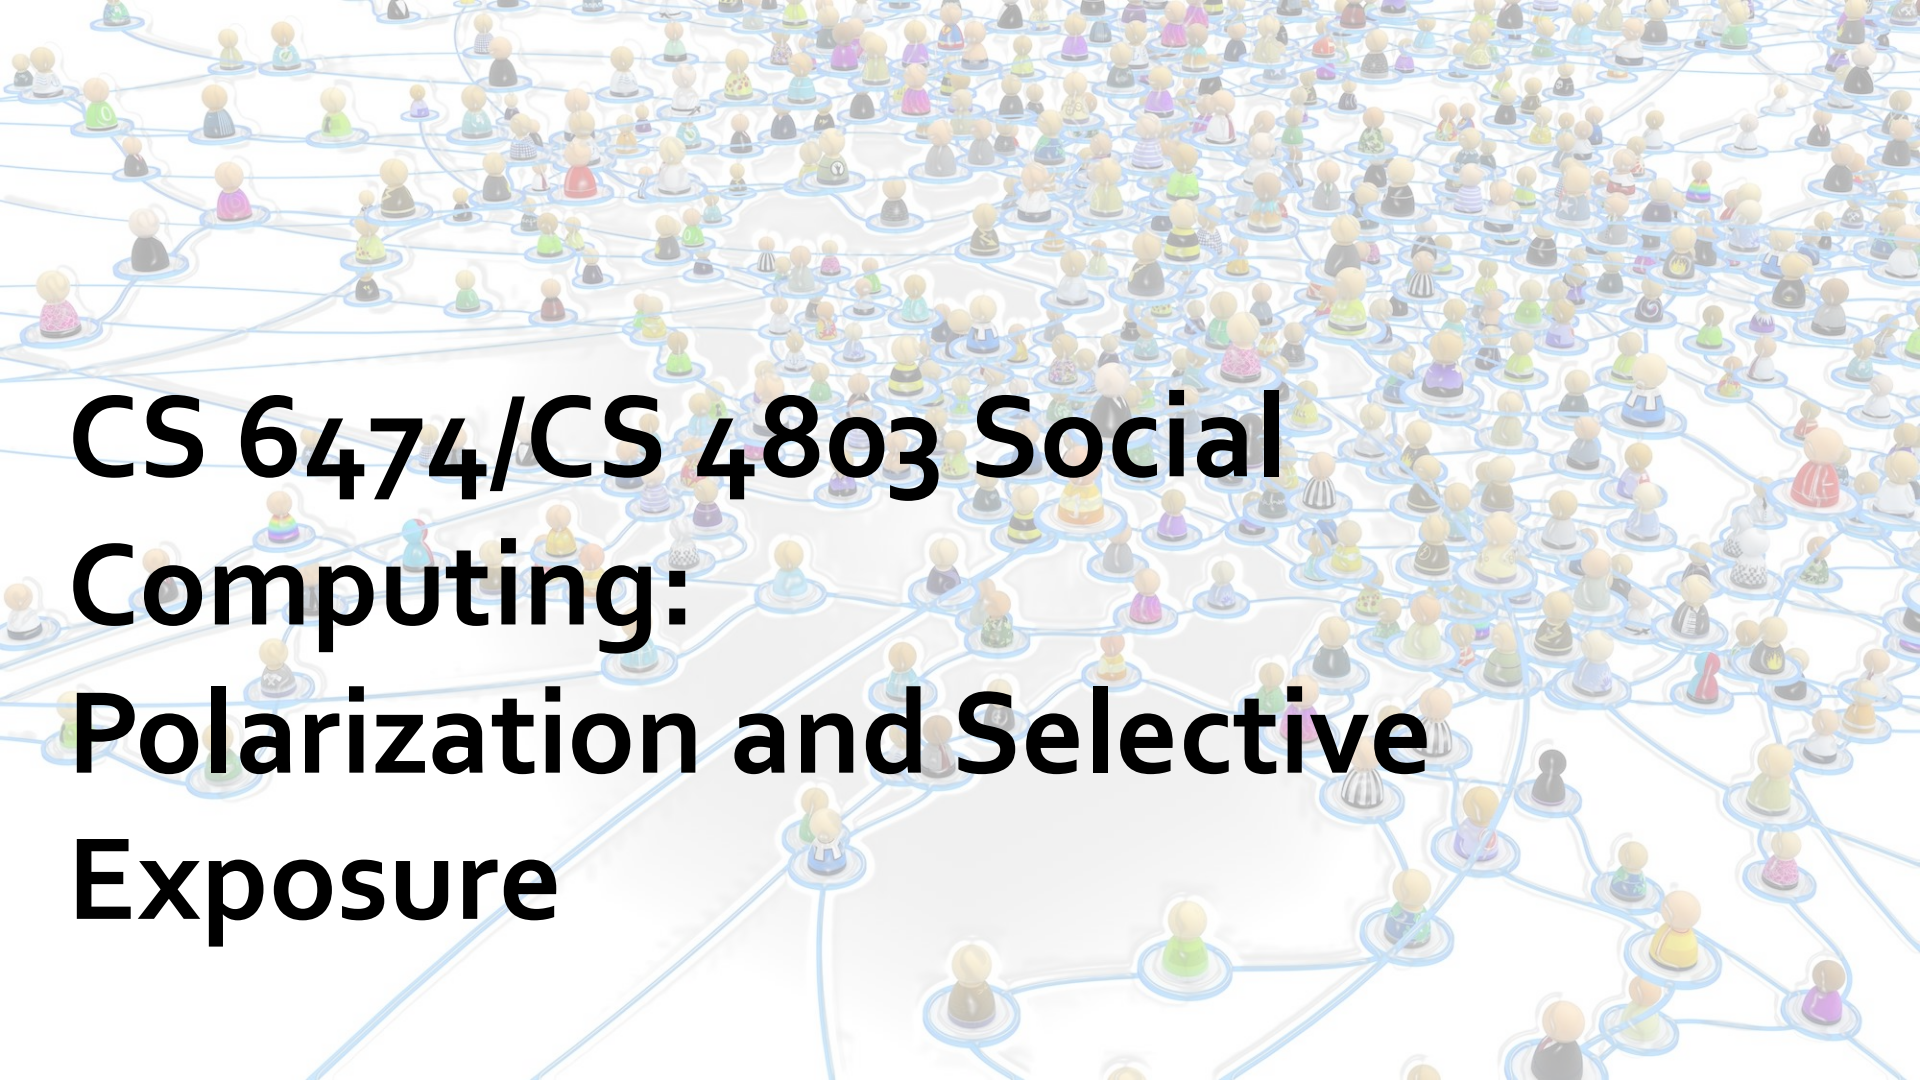 CS 6474/CS 4803 Social
Computing:
Polarization and Selective
Exposure